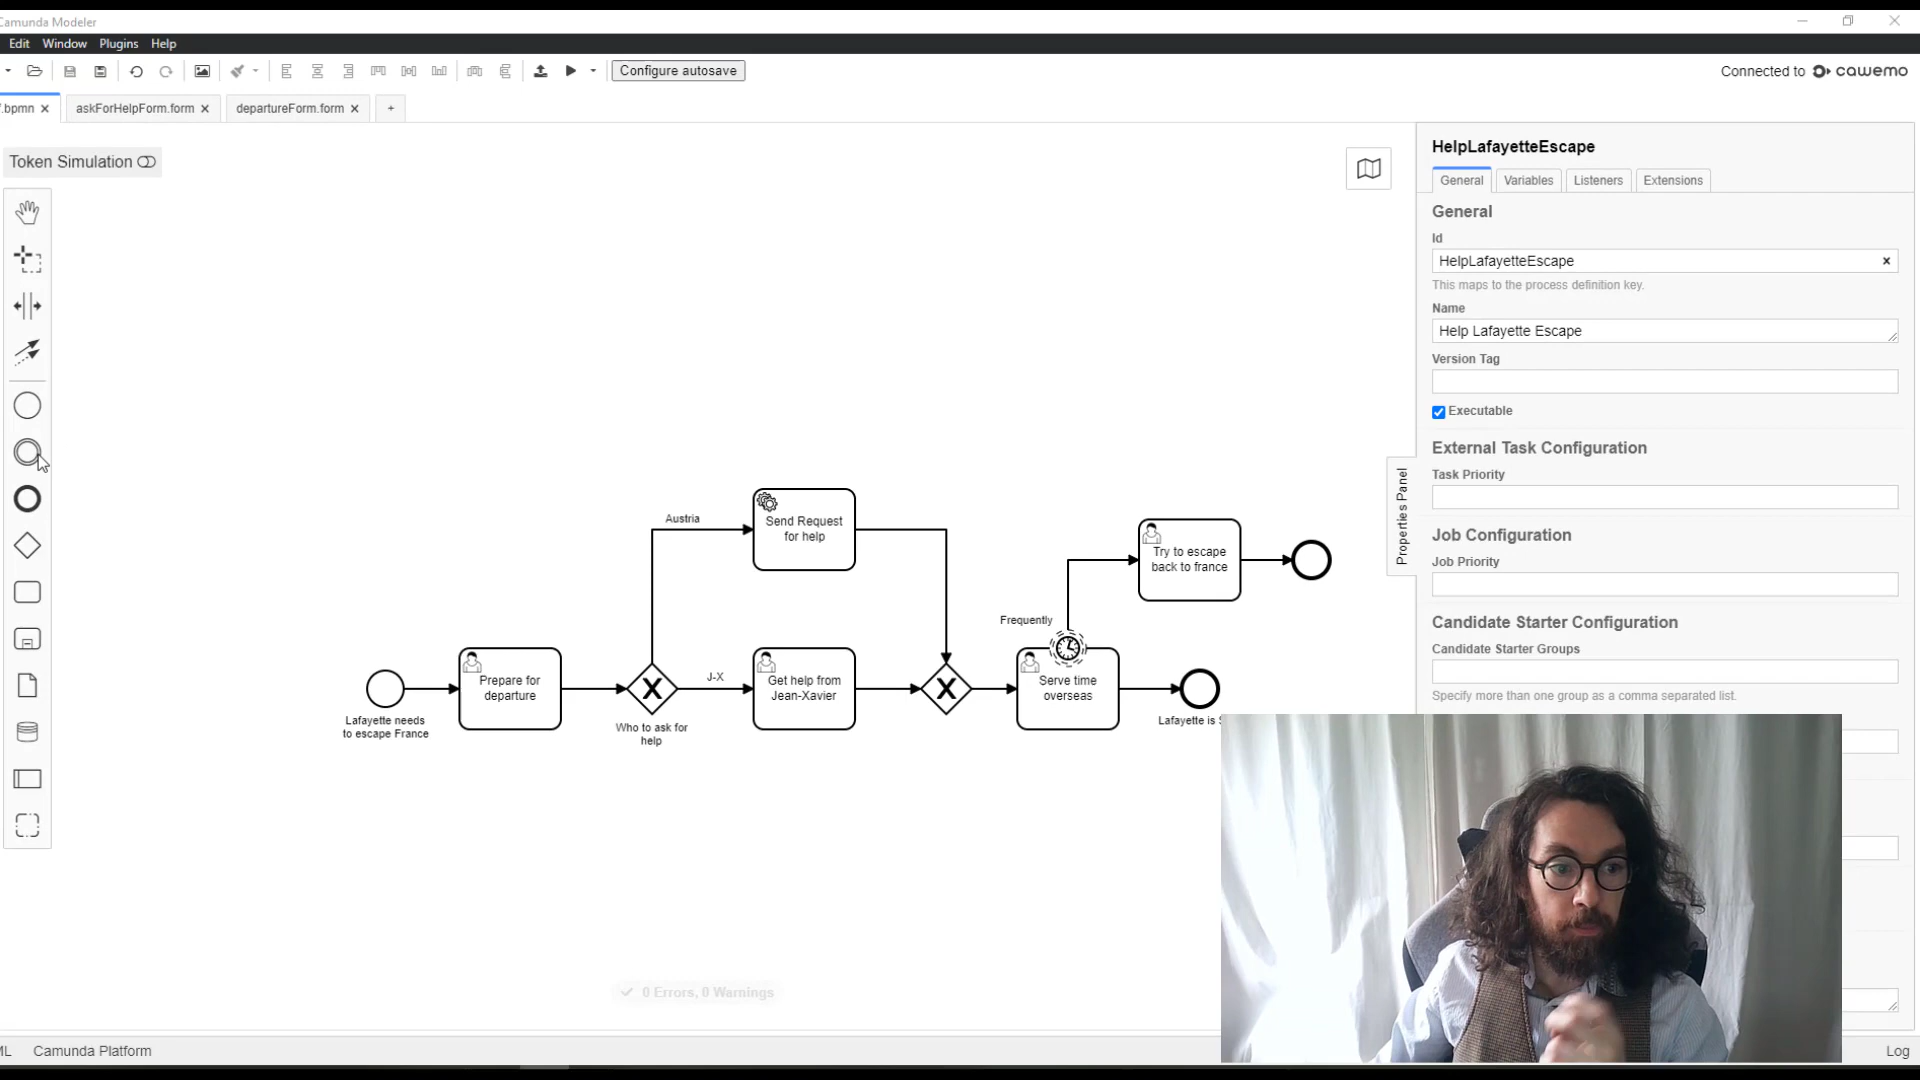 Camunda Modeler
Edit Window Plugins Help
Configure autosave
Connected to cawemo
.bpmn
askForHelpForm.form
departureForm.form
+
Token Simulation
HelpLafayetteEscape
General Variables Listeners Extensions
General
Id
HelpLafayetteEscape
This maps to the process definition key.
Name
Help Lafayette Escape
Version Tag
Executable
External Task Configuration
Task Priority
Job Configuration
Job Priority
Candidate Starter Configuration
Candidate Starter Groups
Specify more than one group as a comma separated list.
Properties Panel
Austria
Send Request
for help
Try to escape
back to france
Frequently
Lafayette needs
to escape France
Prepare for
departure
Who to ask for
help
J-X
Get help from
Jean-Xavier
Serve time
overseas
Lafayette is
0 Errors, 0 Warnings
ML
Camunda Platform
Log